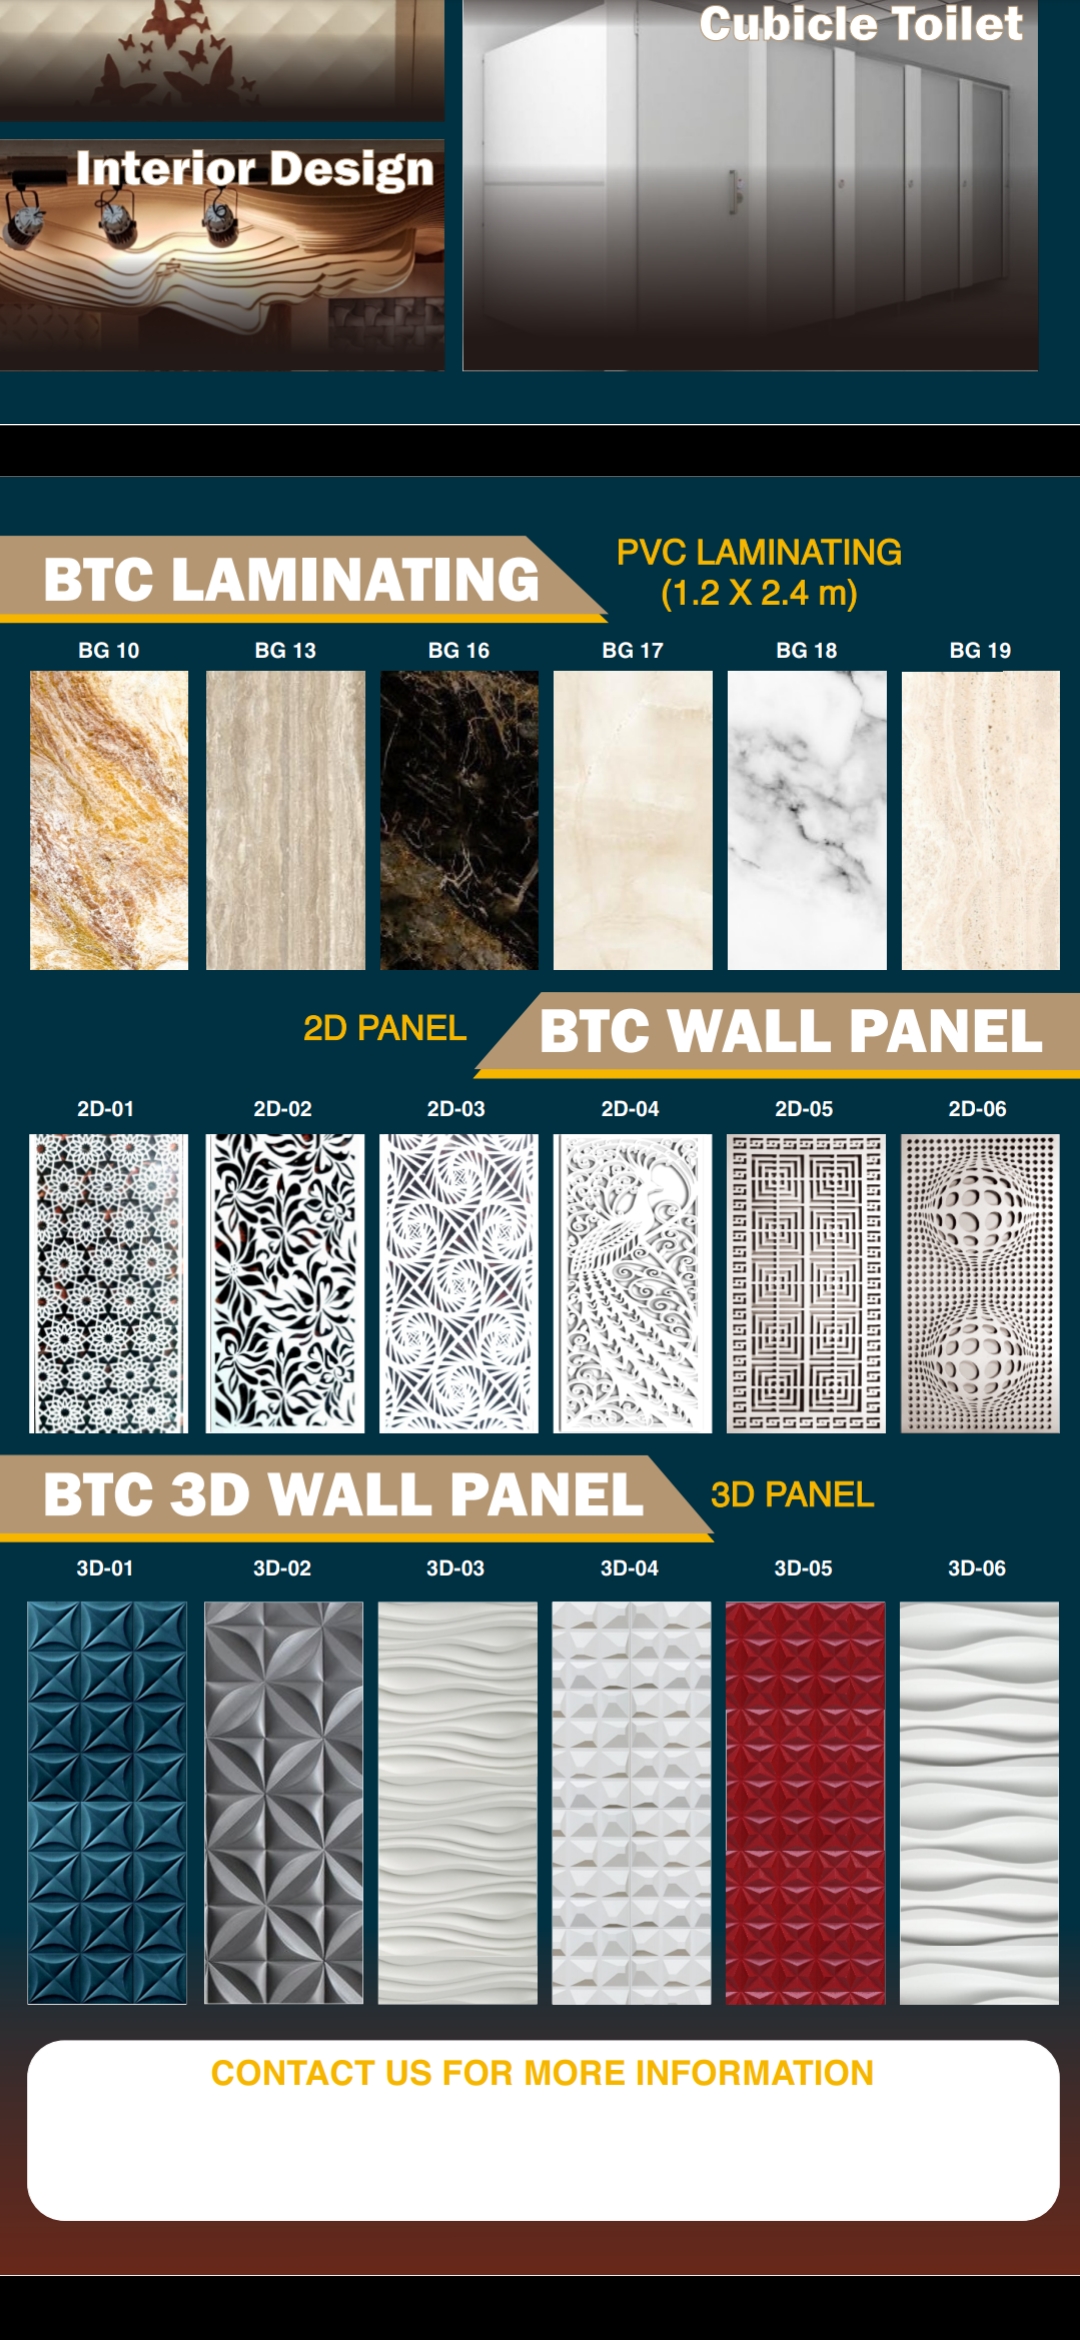 Cubicle Toilet
Interior Design
BTC LAMINATING
PVC LAMINATING
(1.2 X 2.4 m)
BG 10
BG 13
BG 16
BG 17
BG 18
BG 19
2D PANEL
BTC WALL PANEL
2D-01
2D-02
2D-03
2D-04
2D-05
2D-06
BTC 3D WALL PANEL
3D PANEL
3D-01
3D-02
3D-03
3D-04
3D-05
3D-06
CONTACT US FOR MORE INFORMATION